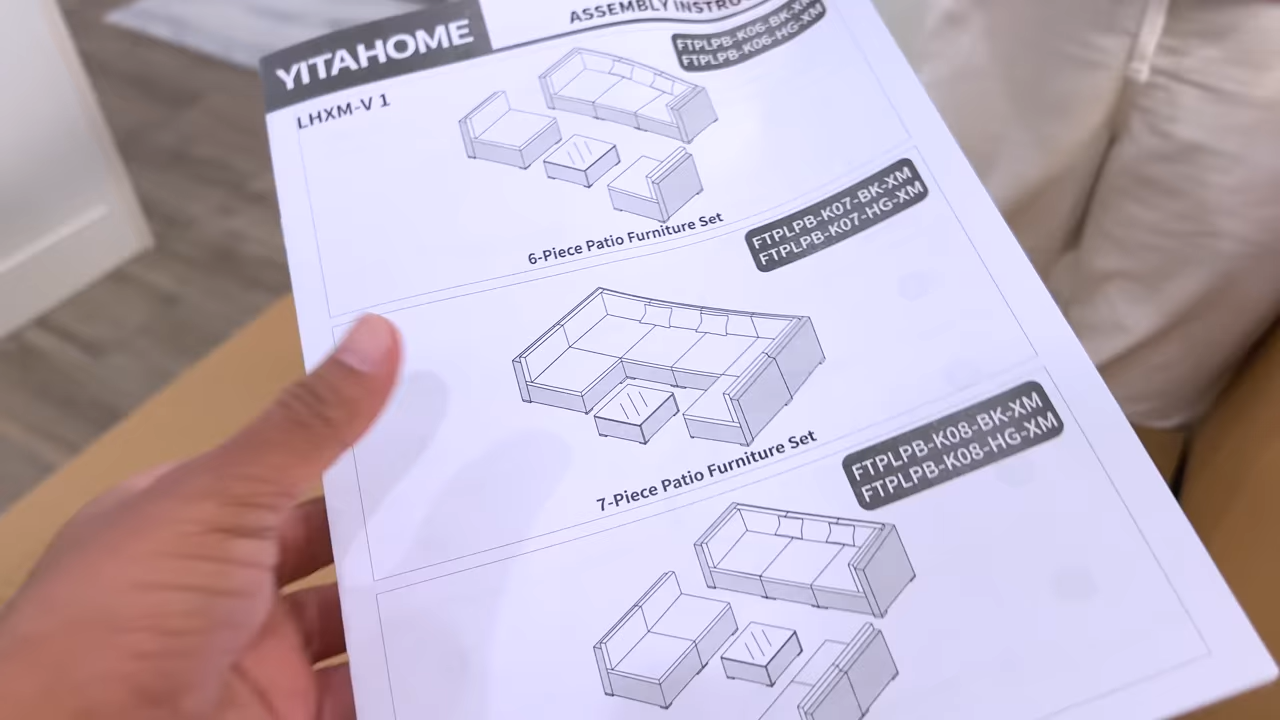 YITAHOME
ASSEMBLY
LHXM-V 1
FTPLPB-K06-BK-XM
FTPLPB-K06-HG-XM
6-Piece Patio Furniture Set
FTPLPB-K07-BK-XM
FTPLPB-K07-HG-XM
7-Piece Patio Furniture Set
FTPLPB-K08-BK-XM
FTPLPB-K08-HG-XM